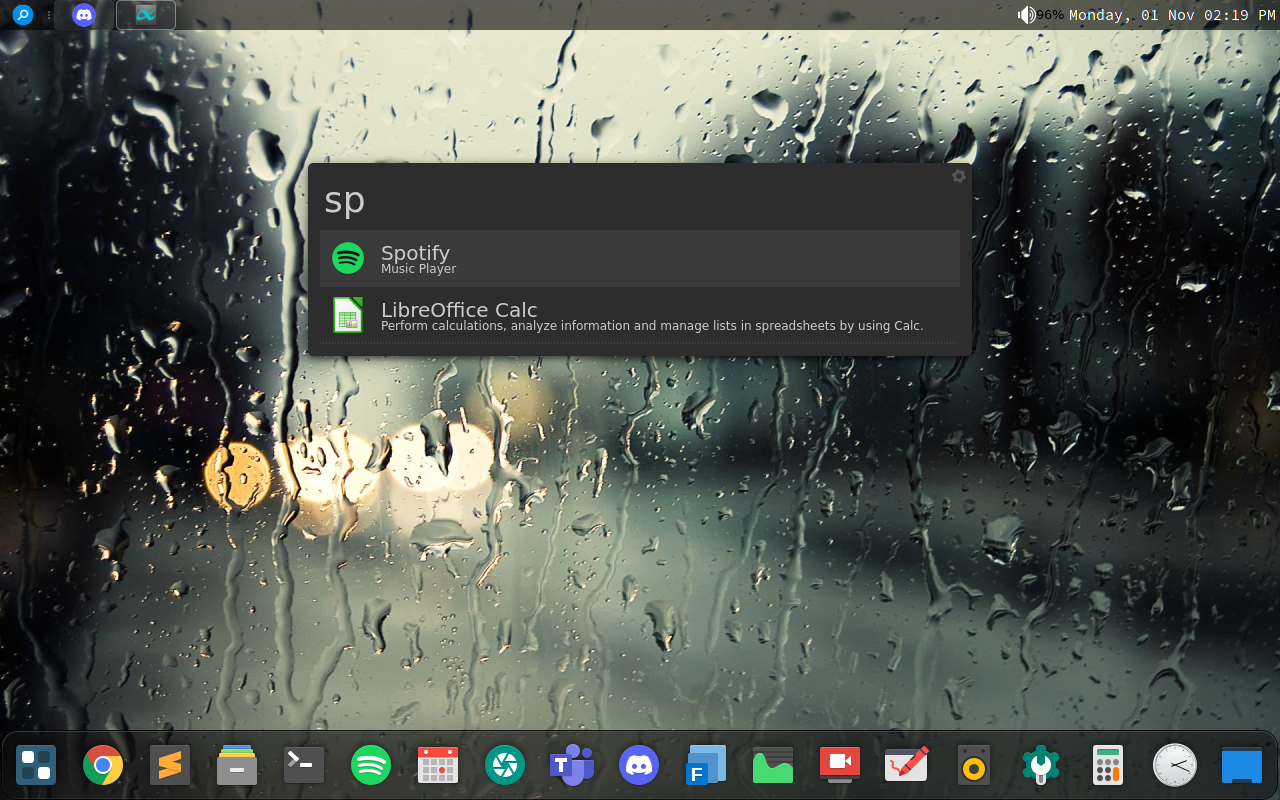 96% Monday, 01 Nov 02:19 PM
sp
Spotify
Music Player
LibreOffice Calc
Perform calculations, analyze information and manage lists in spreadsheets by using Calc.
T
F